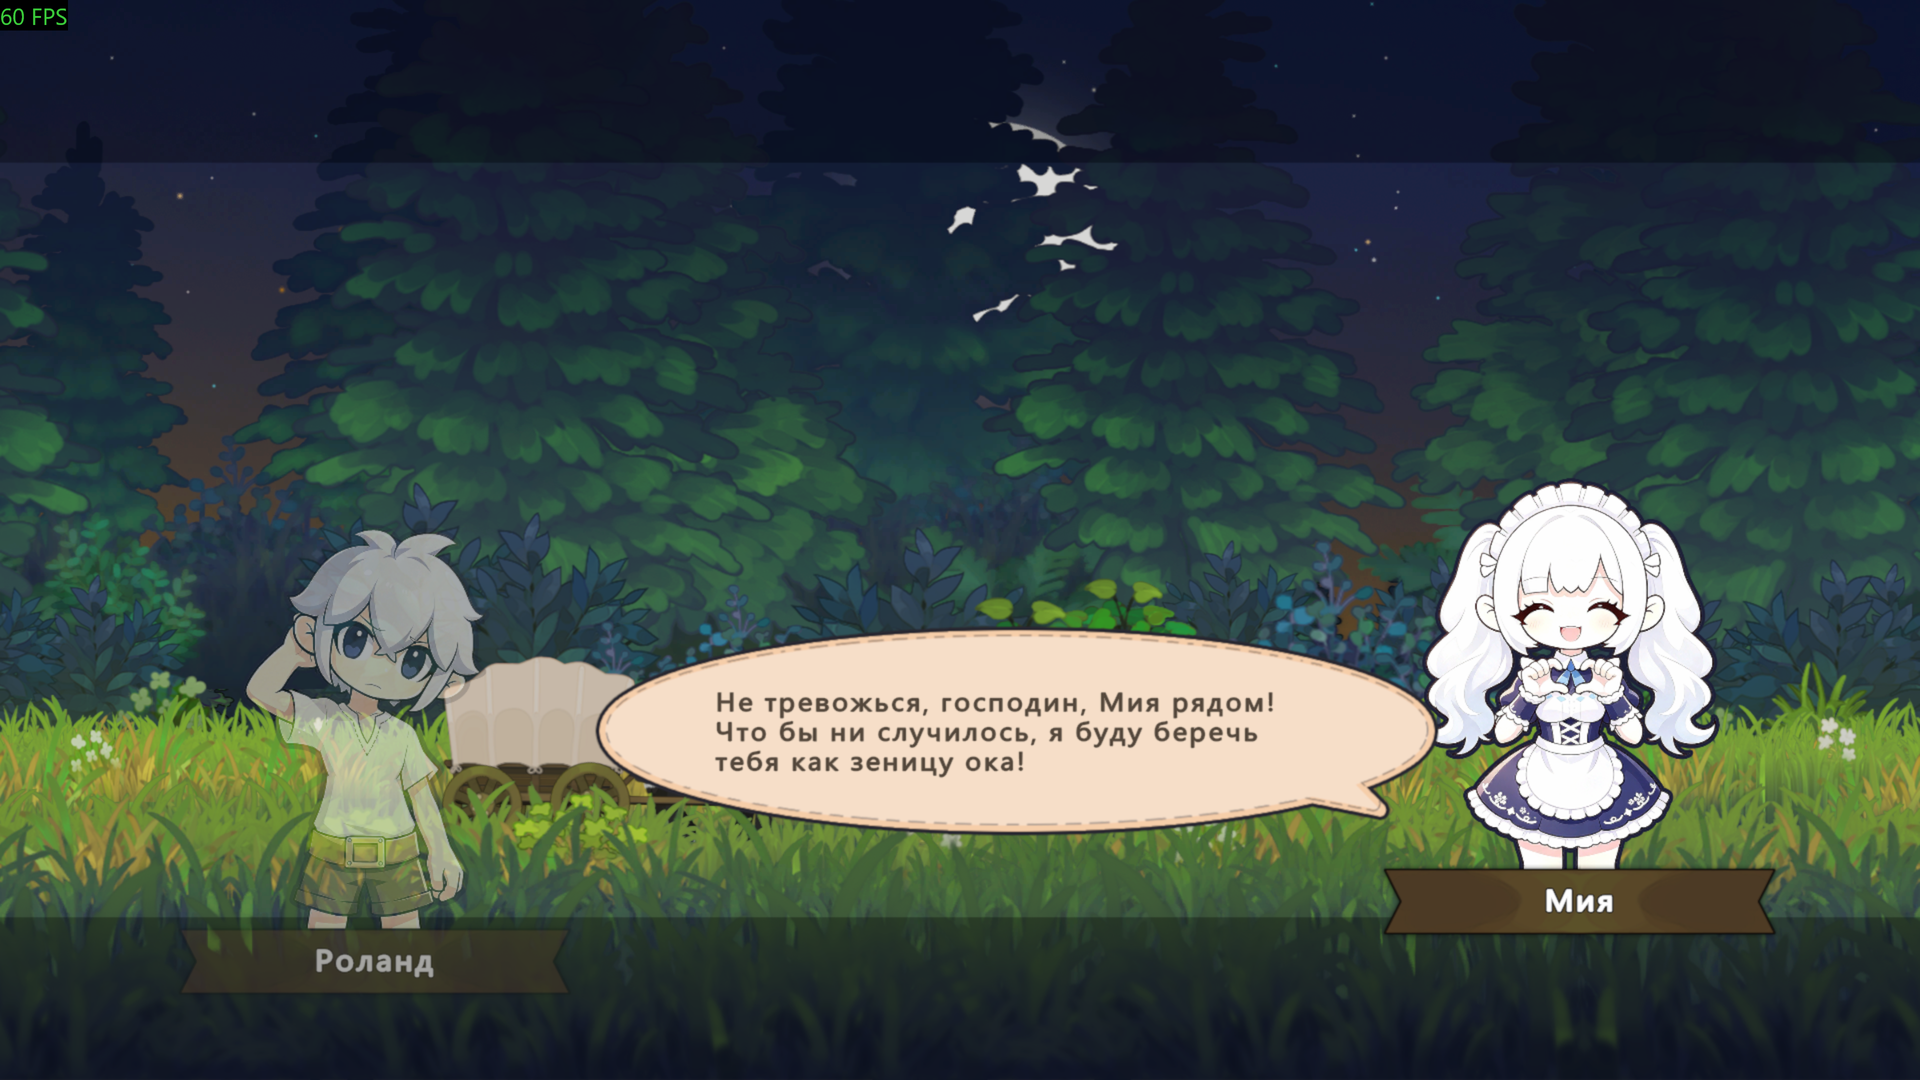 60 FPS
Не тревожься, господин, Мия рядом!
Что бы ни случилось, я буду беречь
тебя как зеницу ока!
Мия
Роланд